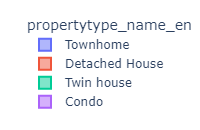 propertytype_name_en
Townhome
Detached House
Twin house
Condo